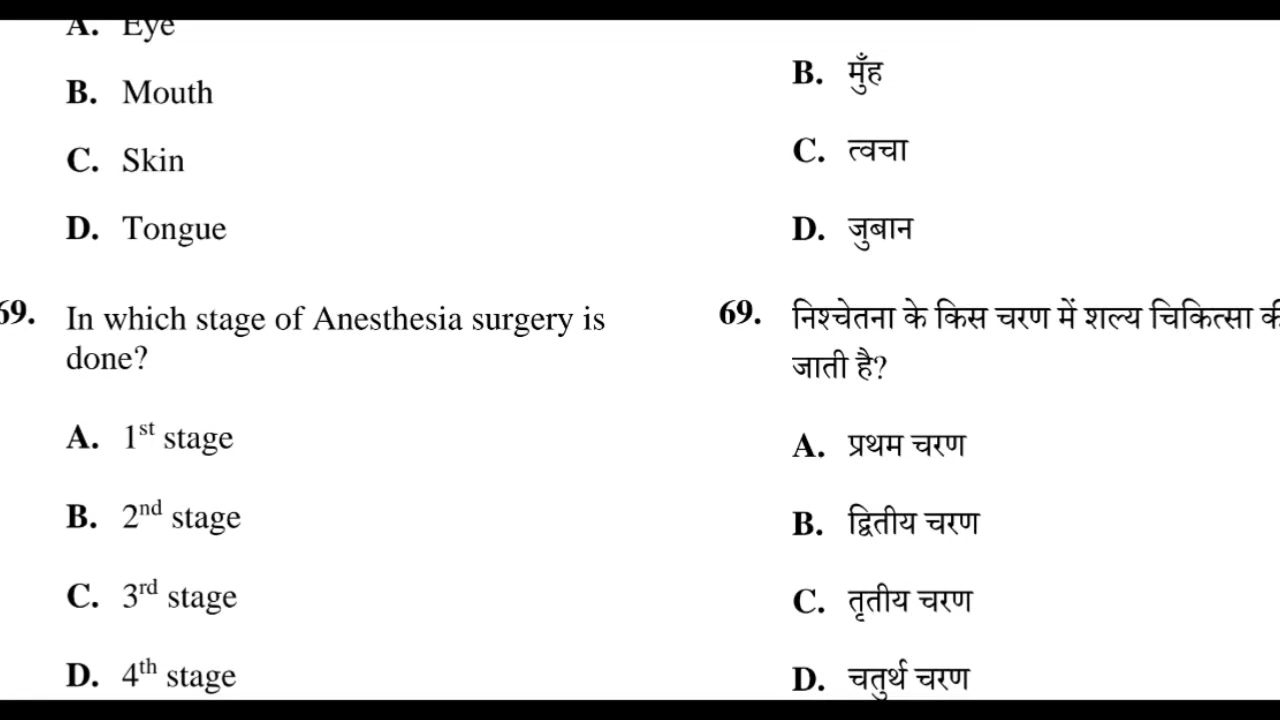 A. Eye
B. Mouth
C. Skin
D. Tongue
69. In which stage of Anesthesia surgery is
done?
A. 1st stage
B. 2nd stage
C. 3rd stage
D. 4th stage
B. मुँह
C. त्वचा
D. जुबान
69. निश्चेतना के किस चरण में शल्य चिकित्सा की
जाती है?
A. प्रथम चरण
B. द्वितीय चरण
C. तृतीय चरण
D. चतुर्थ चरण